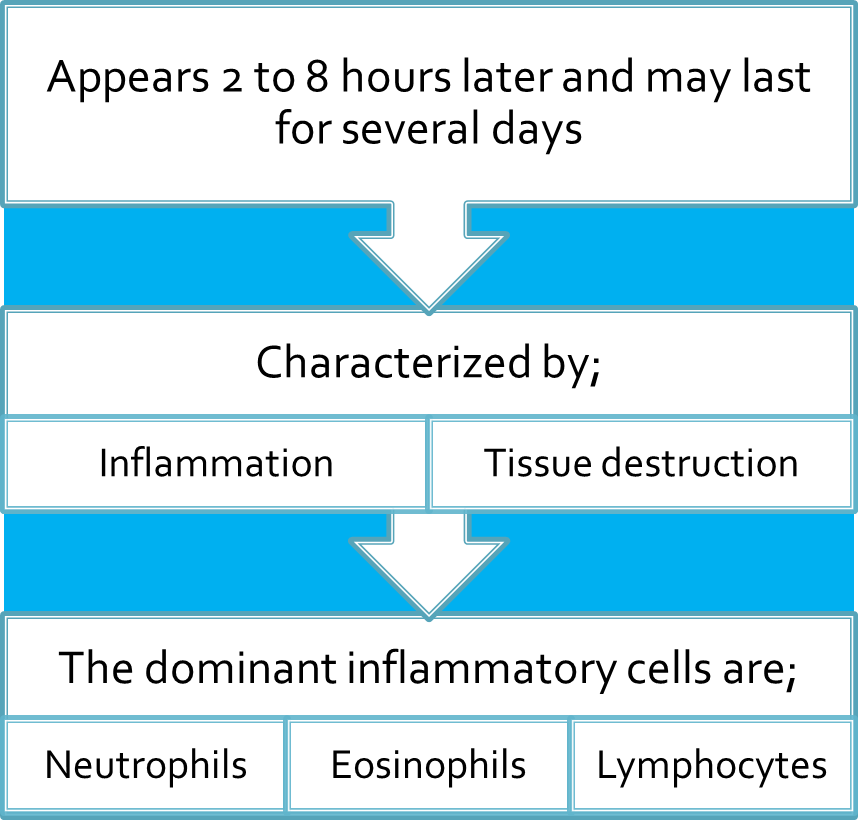 Appears 2 to 8 hours later and may last
for several days
Characterized by;
Inflammation
Tissue destruction
The dominant inflammatory cells are;
Neutrophils
Eosinophils
Lymphocytes